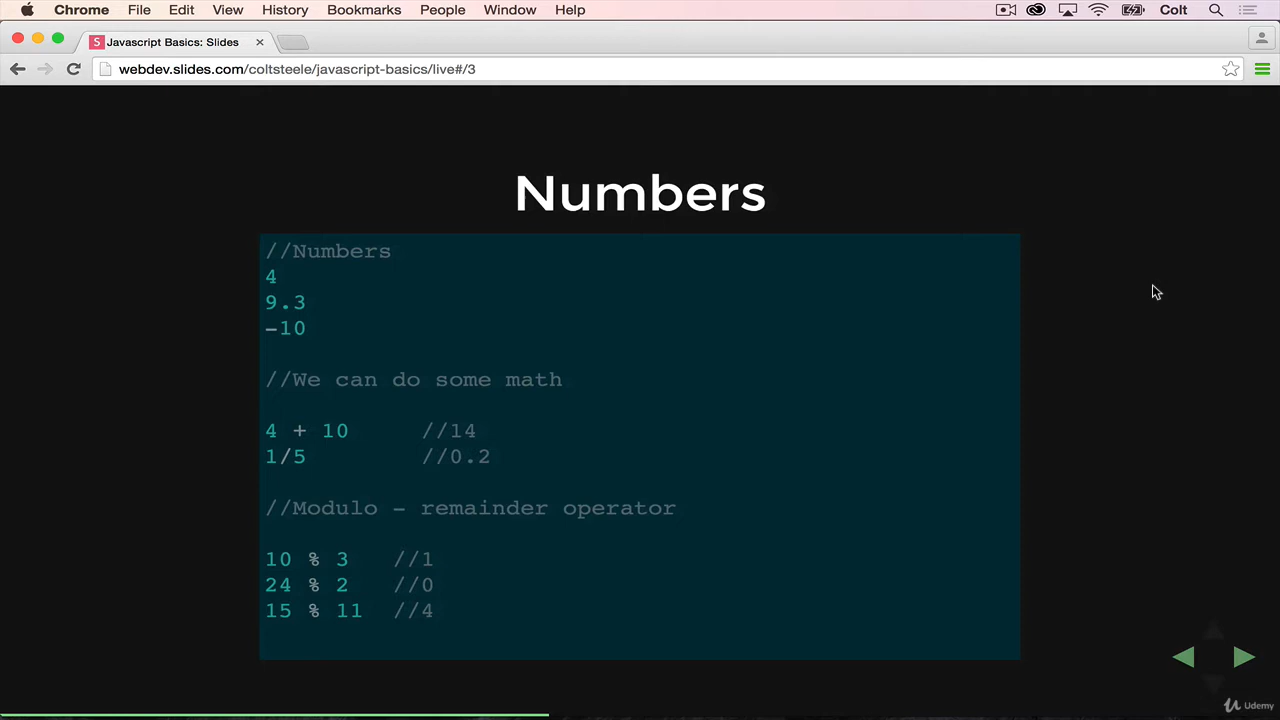 Chrome File Edit View History Bookmarks People Window Help Colt
S Javascript Basics: Slides ×
webdev.slides.com/coltsteele/javascript-basics/live#/3
Numbers
//Numbers
4
9.3
-10
//We can do some math
4 + 10 //14
1/5 //0.2
//Modulo - remainder operator
10 % 3 //1
24 % 2 //0
15 % 11 //4
Udemy